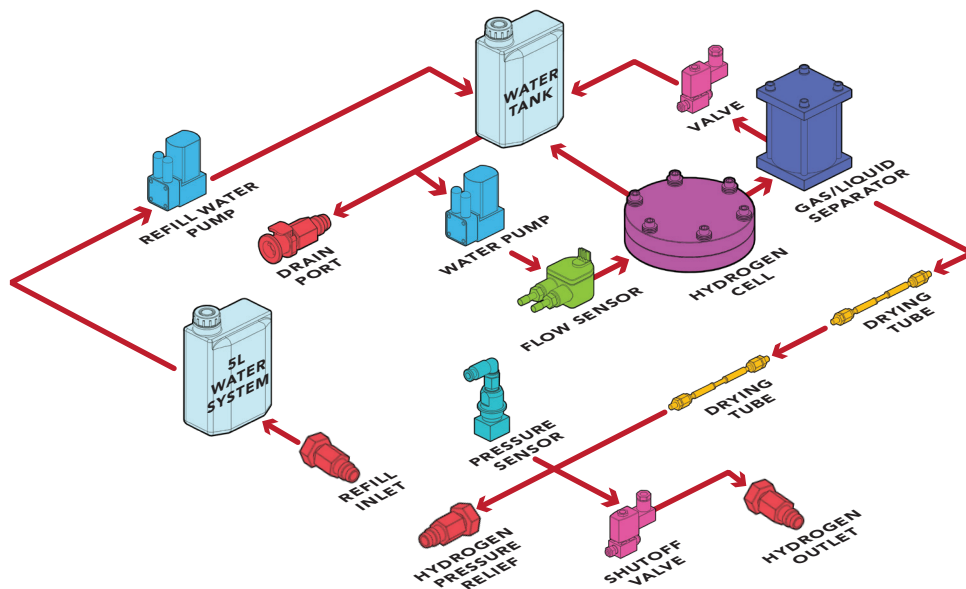 WATER
TANK
VALVE
GAS/LIQUID
SEPARATOR
REFILL WATER
PUMP
DRAIN
PORT
WATER PUMP
FLOW SENSOR
HYDROGEN
CELL
DRYING
TUBE
5L
WATER
SYSTEM
DRYING
TUBE
REFILL
INLET
PRESSURE
SENSOR
HYDROGEN
PRESSURE
RELIEF
SHUTOFF
VALVE
HYDROGEN
OUTLET